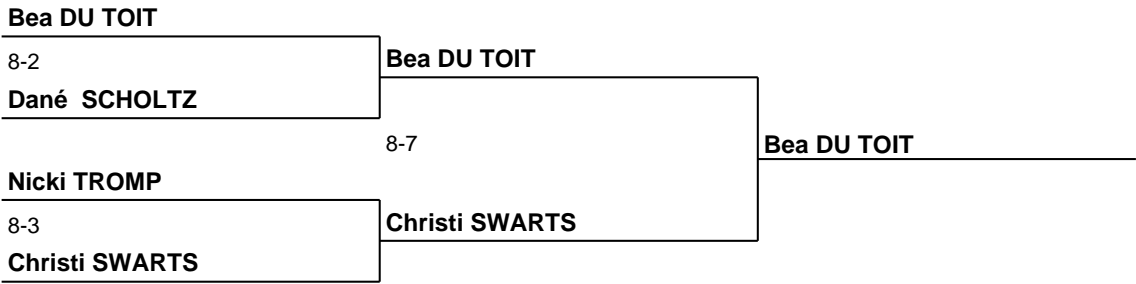 Bea DU TOIT
8-2
Bea DU TOIT
Dané SCHOLTZ
8-7
Bea DU TOIT
Nicki TROMP
8-3
Christi SWARTS
Christi SWARTS